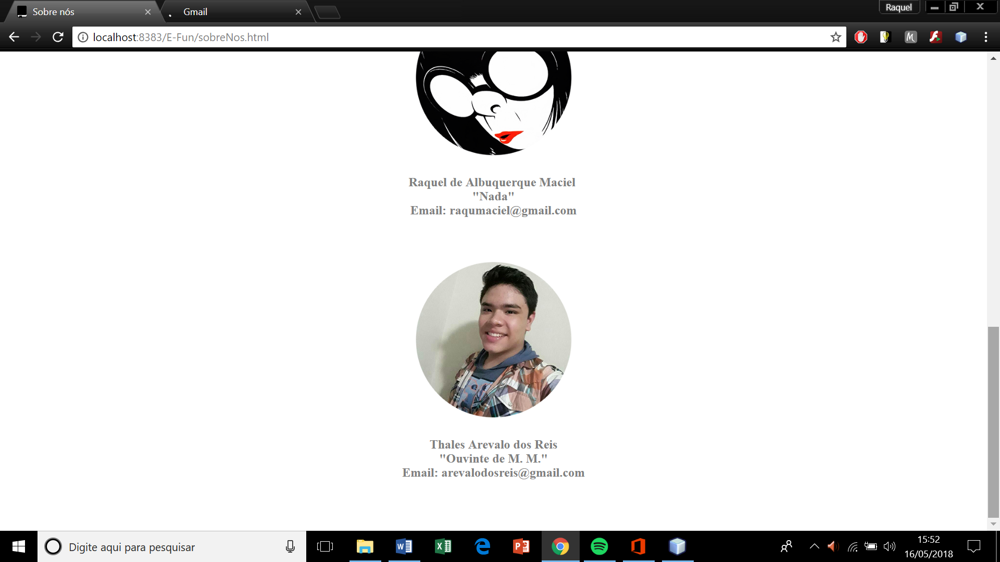 Sobre nós
Gmail
Raquel
localhost:8383/E-Fun/sobreNos.html
Raquel de Albuquerque Maciel
"Nada"
Email: raqumaciel@gmail.com
Thales Arevalo dos Reis
"Ouvinte de M. M."
Email: arevalodosreis@gmail.com
Digite aqui para pesquisar
15:52
16/05/2018